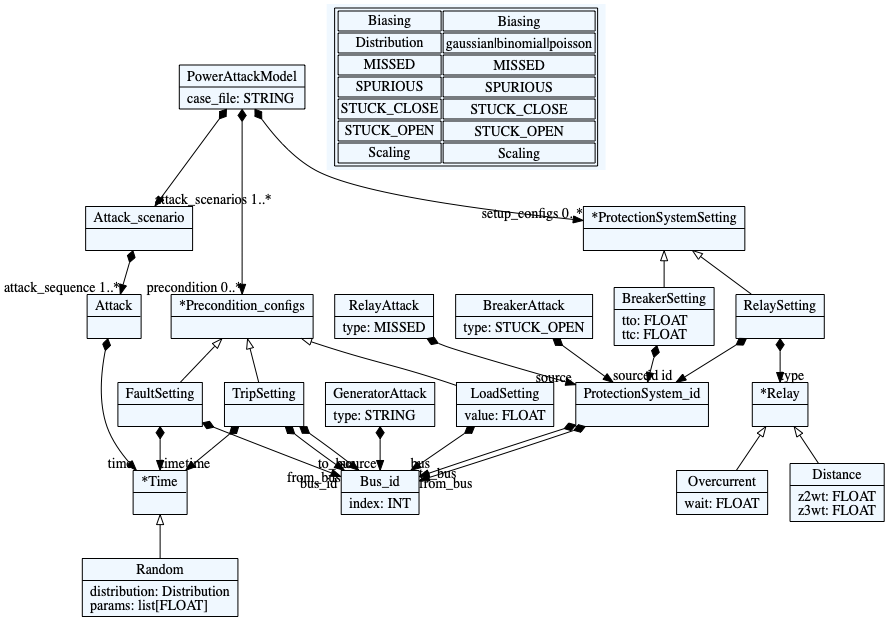 Biasing Biasing
Distribution gaussian|binomial|poisson
MISSED MISSED
SPURIOUS SPURIOUS
STUCK_CLOSE STUCK_CLOSE
STUCK_OPEN STUCK_OPEN
Scaling Scaling
PowerAttackModel
case_file: STRING
attack_scenarios 1..*
setup_configs 0..*
Attack_scenario
*ProtectionSystemSetting
attack_sequence 1..*
precondition 0..*
Attack
*Precondition_configs
RelayAttack
type: MISSED
BreakerAttack
type: STUCK_OPEN
BreakerSetting
tto: FLOAT
ttc: FLOAT
RelaySetting
source
source
id
id
type
FaultSetting
TripSetting
GeneratorAttack
type: STRING
LoadSetting
value: FLOAT
ProtectionSystem_id
*Relay
time
time
time
source
bus
from_bus
bus_id
from_bus
*Time
Bus_id
index: INT
Overcurrent
wait: FLOAT
Distance
z2wt: FLOAT
z3wt: FLOAT
Random
distribution: Distribution
params: list[FLOAT]